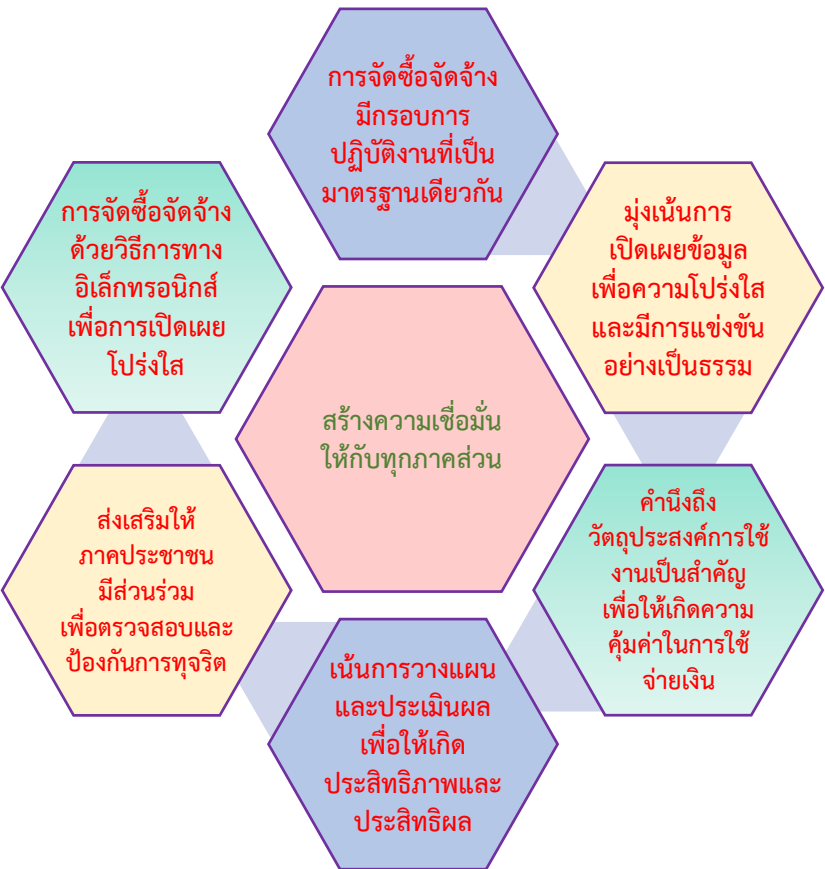 การจัดซื้อจัดจ้าง
มีกรอบการ
ปฏิบัติงานที่เป็น
มาตรฐานเดียวกัน
มุ่งเน้นการ
เปิดเผยข้อมูล
เพื่อความโปร่งใส
และมีการแข่งขัน
อย่างเป็นธรรม
คำนึงถึง
วัตถุประสงค์การใช้
งานเป็นสำคัญ
เพื่อให้เกิดความ
คุ้มค่าในการใช้
จ่ายเงิน
เน้นการวางแผน
และประเมินผล
เพื่อให้เกิด
ประสิทธิภาพและ
ประสิทธิผล
ส่งเสริมให้
ภาคประชาชน
มีส่วนร่วม
เพื่อตรวจสอบและ
ป้องกันการทุจริต
การจัดซื้อจัดจ้าง
ด้วยวิธีการทาง
อิเล็กทรอนิกส์
เพื่อการเปิดเผย
โปร่งใส
สร้างความเชื่อมั่น
ให้กับทุกภาคส่วน